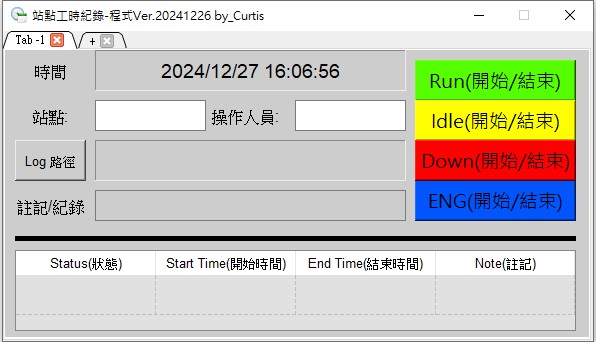 站點工時紀錄-程式Ver.20241226 by_Curtis
Tab -1 +
時間 2024/12/27 16:06:56
站點: 操作人員:
Log 路徑
註記/紀錄
Run(開始/結束)
Idle(開始/結束)
Down(開始/結束)
ENG(開始/結束)
Status(狀態) Start Time(開始時間) End Time(結束時間) Note(註記)